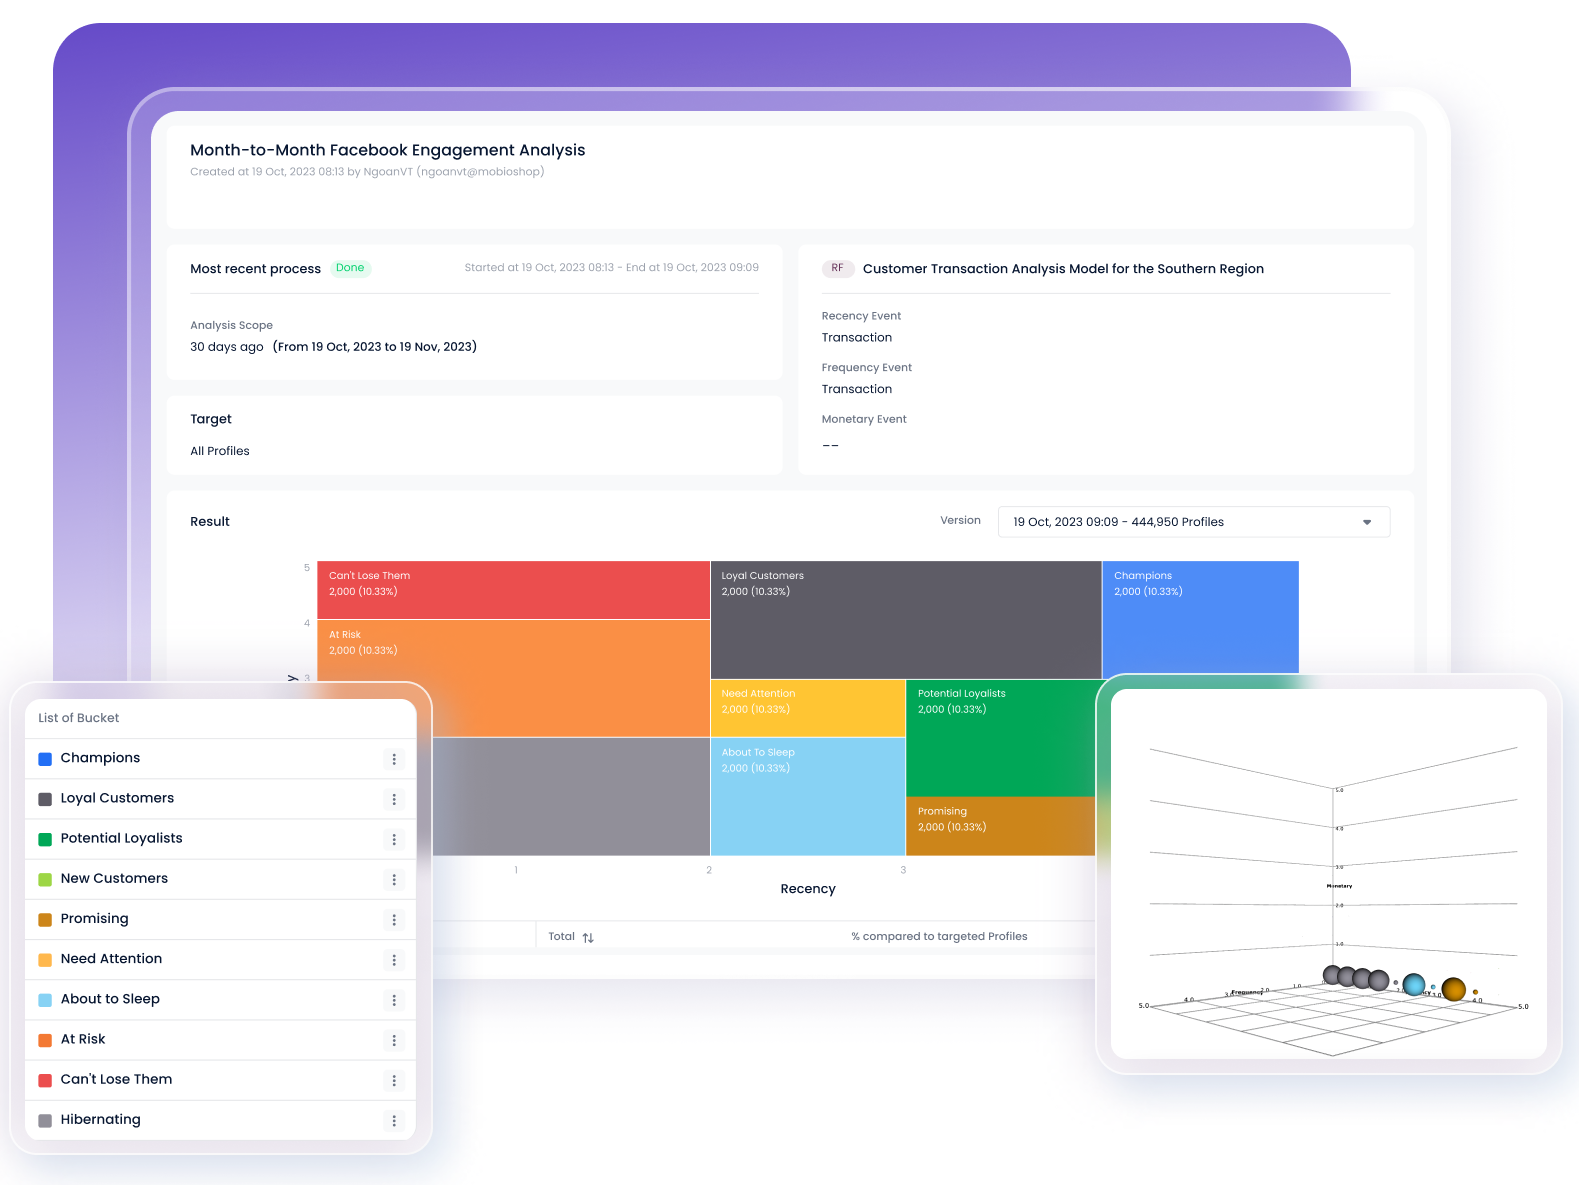 Month-to-Month Facebook Engagement Analysis
Created at 19 Oct, 2023 08:13 by NgoanVT (ngoanvt@mobioshop)
Most recent process Done Started at 19 Oct, 2023 08:13 - End at 19 Oct, 2023 09:09
Analysis Scope
30 days ago (From 19 Oct, 2023 to 19 Nov, 2023)
Target
All Profiles
RF Customer Transaction Analysis Model for the Southern Region
Recency Event
Transaction
Frequency Event
Transaction
Monetary Event
--
Result
Version 19 Oct, 2023 09:09 - 444,950 Profiles
5
4
3
y
Can't Lose Them
2,000 (10.33%)
Loyal Customers
2,000 (10.33%)
Champions
2,000 (10.33%)
At Risk
2,000 (10.33%)
Need Attention
2,000 (10.33%)
Potential Loyalists
2,000 (10.33%)
About To Sleep
2,000 (10.33%)
Promising
2,000 (10.33%)
1 2 3
Recency
Total % compared to targeted Profiles
List of Bucket
Champions
Loyal Customers
Potential Loyalists
New Customers
Promising
Need Attention
About to Sleep
At Risk
Can't Lose Them
Hibernating
5.0
4.0
3.0
Monetary
2.0
1.0
5.0 4.0 Frequency 2.0 1.0
4.0 5.0